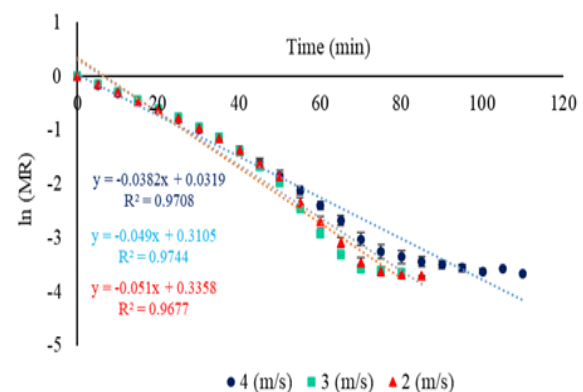 Time (min)
1
0
-1
-2
-3
-4
-5
0 20 40 60 80 100 120
ln (MR)
y = -0.0382x + 0.0319
R² = 0.9708
y = -0.049x + 0.3105
R² = 0.9744
y = -0.051x + 0.3358
R² = 0.9677
4 (m/s) 3 (m/s) 2 (m/s)